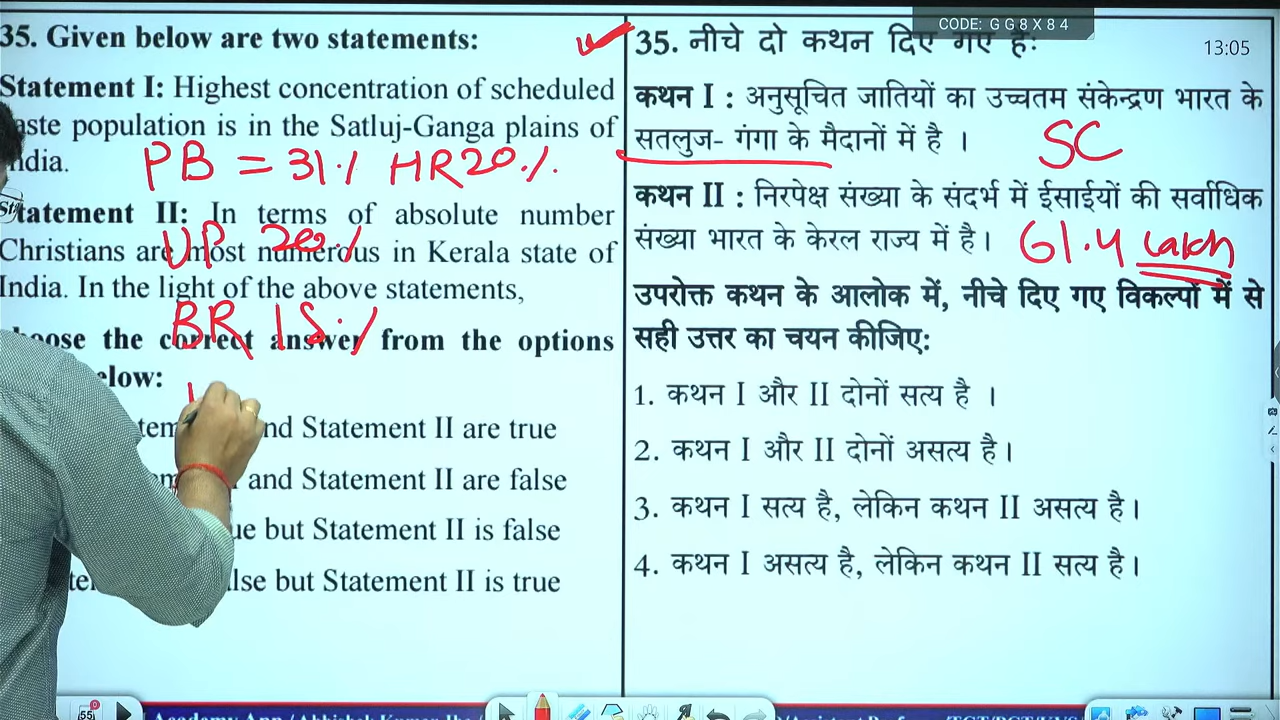 CODE: G G 8 X 8 4
13:05
35. Given below are two statements:
Statement I: Highest concentration of scheduled
aste population is in the Satluj-Ganga plains of
ndia.
PB = 31% HR 20%
Statement II: In terms of absolute number
Christians are most numerous in Kerala state of
UP
India. In the light of the above statements,
BR 15%
hoose the correct answer from the options
elow:
nd Statement II are true
and Statement II are false
ue but Statement II is false
lse but Statement II is true
35. नीचे दो कथन दिए गए हैः
कथन I : अनुसूचित जातियों का उच्चतम संकेन्द्रण भारत के
सतलुज- गंगा के मैदानों में है ।
SC
कथन II : निरपेक्ष संख्या के संदर्भ में ईसाईयों की सर्वाधिक
संख्या भारत के केरल राज्य में है।
61.4 Lakh
उपरोक्त कथन के आलोक में, नीचे दिए गए विकल्पों में से
सही उत्तर का चयन कीजिए:
1. कथन I और II दोनों सत्य है ।
2. कथन I और II दोनों असत्य है।
3. कथन I सत्य है, लेकिन कथन II असत्य है।
4. कथन I असत्य है, लेकिन कथन II सत्य है।
55